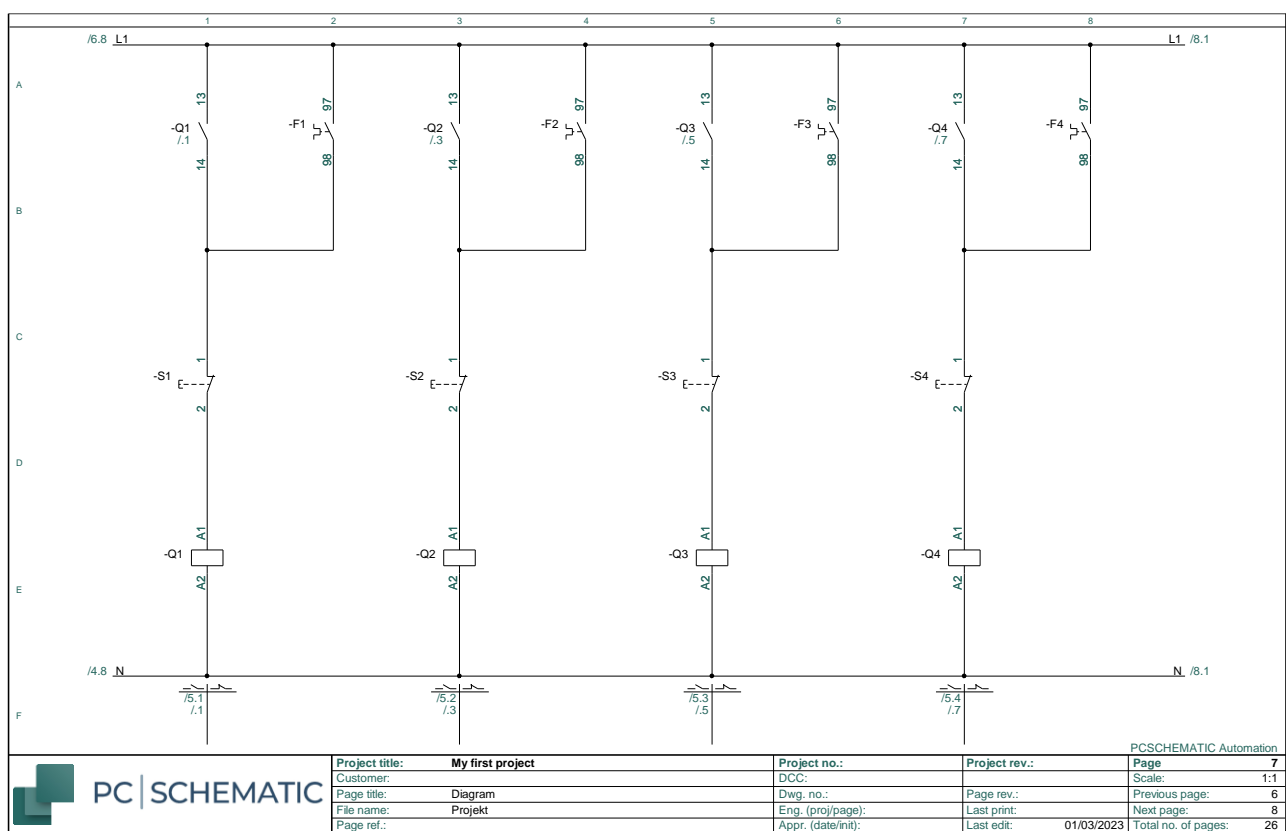 1 2 3 4 5 6 7 8
/6.8 L1 L1 /8.1
A
13 97 13 97 13 97 13 97
-Q1 -F1 -Q2 -F2 -Q3 -F3 -Q4 -F4
/.1 /.3 /.5 /.7
14 98 14 98 14 98 14 98
B
C
1 1 1 1
-S1 -S2 -S3 -S4
2 2 2 2
D
A1 A1 A1 A1
-Q1 -Q2 -Q3 -Q4
A2 A2 A2 A2
E
/4.8 N N /8.1
/5.1 /5.2 /5.3 /5.4
/.1 /.3 /.5 /.7
F
PCSCHEMATIC Automation
PC|SCHEMATIC
Project title: My first project Project no.: Project rev.: Page 7
Customer: DCC: Scale: 1:1
Page title: Diagram Dwg. no.: Page rev.: Previous page: 6
File name: Projekt Eng. (proj/page): Last print: Next page: 8
Page ref.: Appr. (date/init): Last edit: 01/03/2023 Total no. of pages: 26